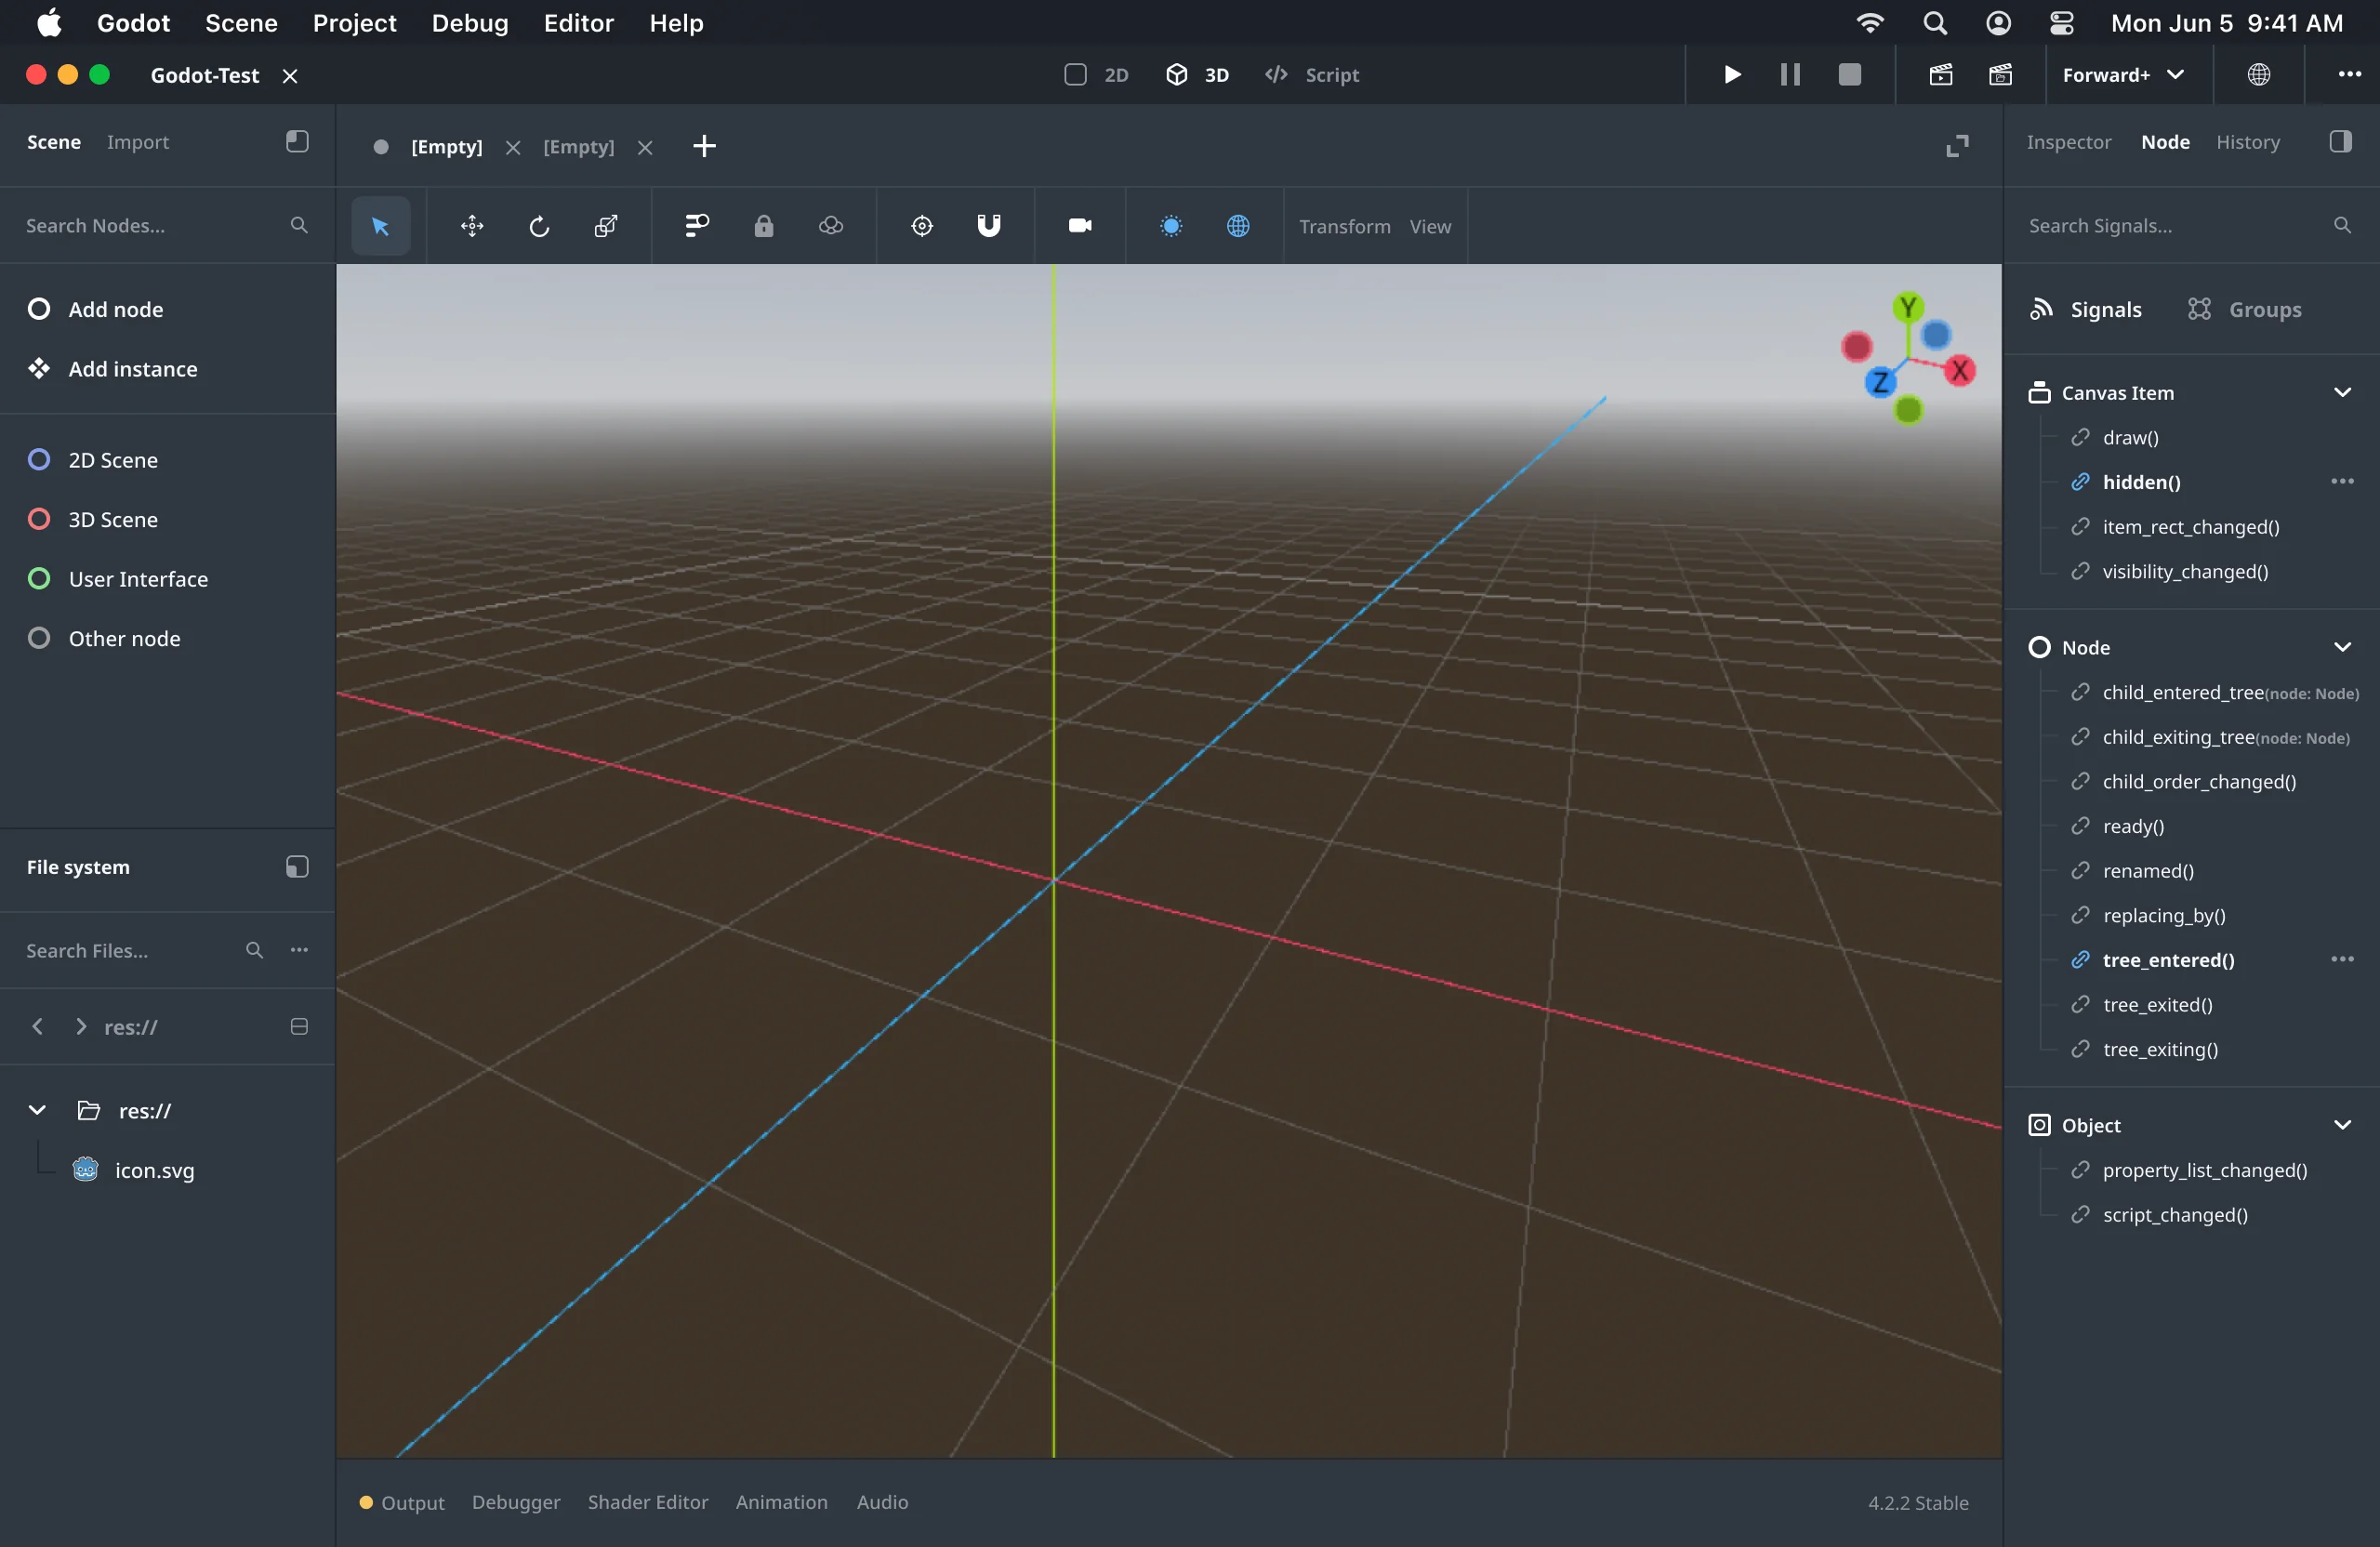 Godot Scene Project Debug Editor Help Mon Jun 5 9:41 AM
Godot-Test 2D 3D Script Forward+
Scene Import
[Empty] [Empty]
Inspector Node History
Search Nodes...
Transform View
Search Signals...
Add node
Add instance
2D Scene
3D Scene
User Interface
Other node
Y
X
Z
Signals Groups
Canvas Item
draw()
hidden()
item_rect_changed()
visibility_changed()
Node
child_entered_tree(node: Node)
child_exiting_tree(node: Node)
child_order_changed()
ready()
renamed()
replacing_by()
tree_entered()
tree_exited()
tree_exiting()
Object
property_list_changed()
script_changed()
File system
Search Files...
res://
res://
icon.svg
Output Debugger Shader Editor Animation Audio 4.2.2 Stable